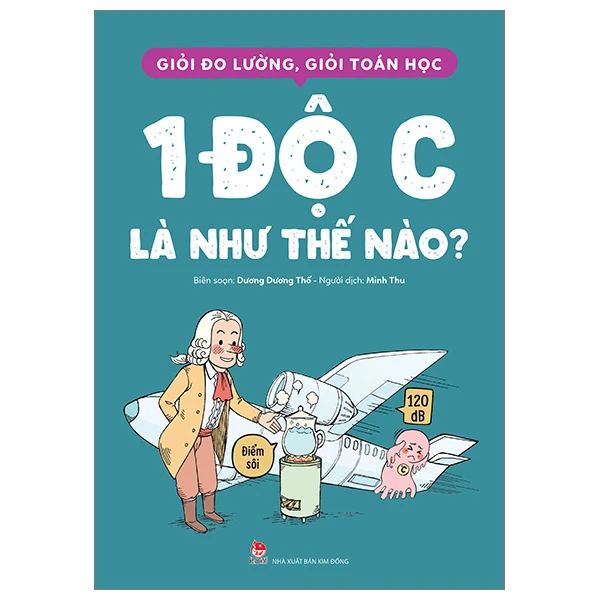 GIỎI ĐO LƯỜNG, GIỎI TOÁN HỌC
1 ĐỘ C
LÀ NHƯ THẾ NÀO?
Biên soạn: Dương Dương Thố - Người dịch: Minh Thu
120
dB
Điểm
sôi
C
NHÀ XUẤT BẢN KIM ĐỒNG